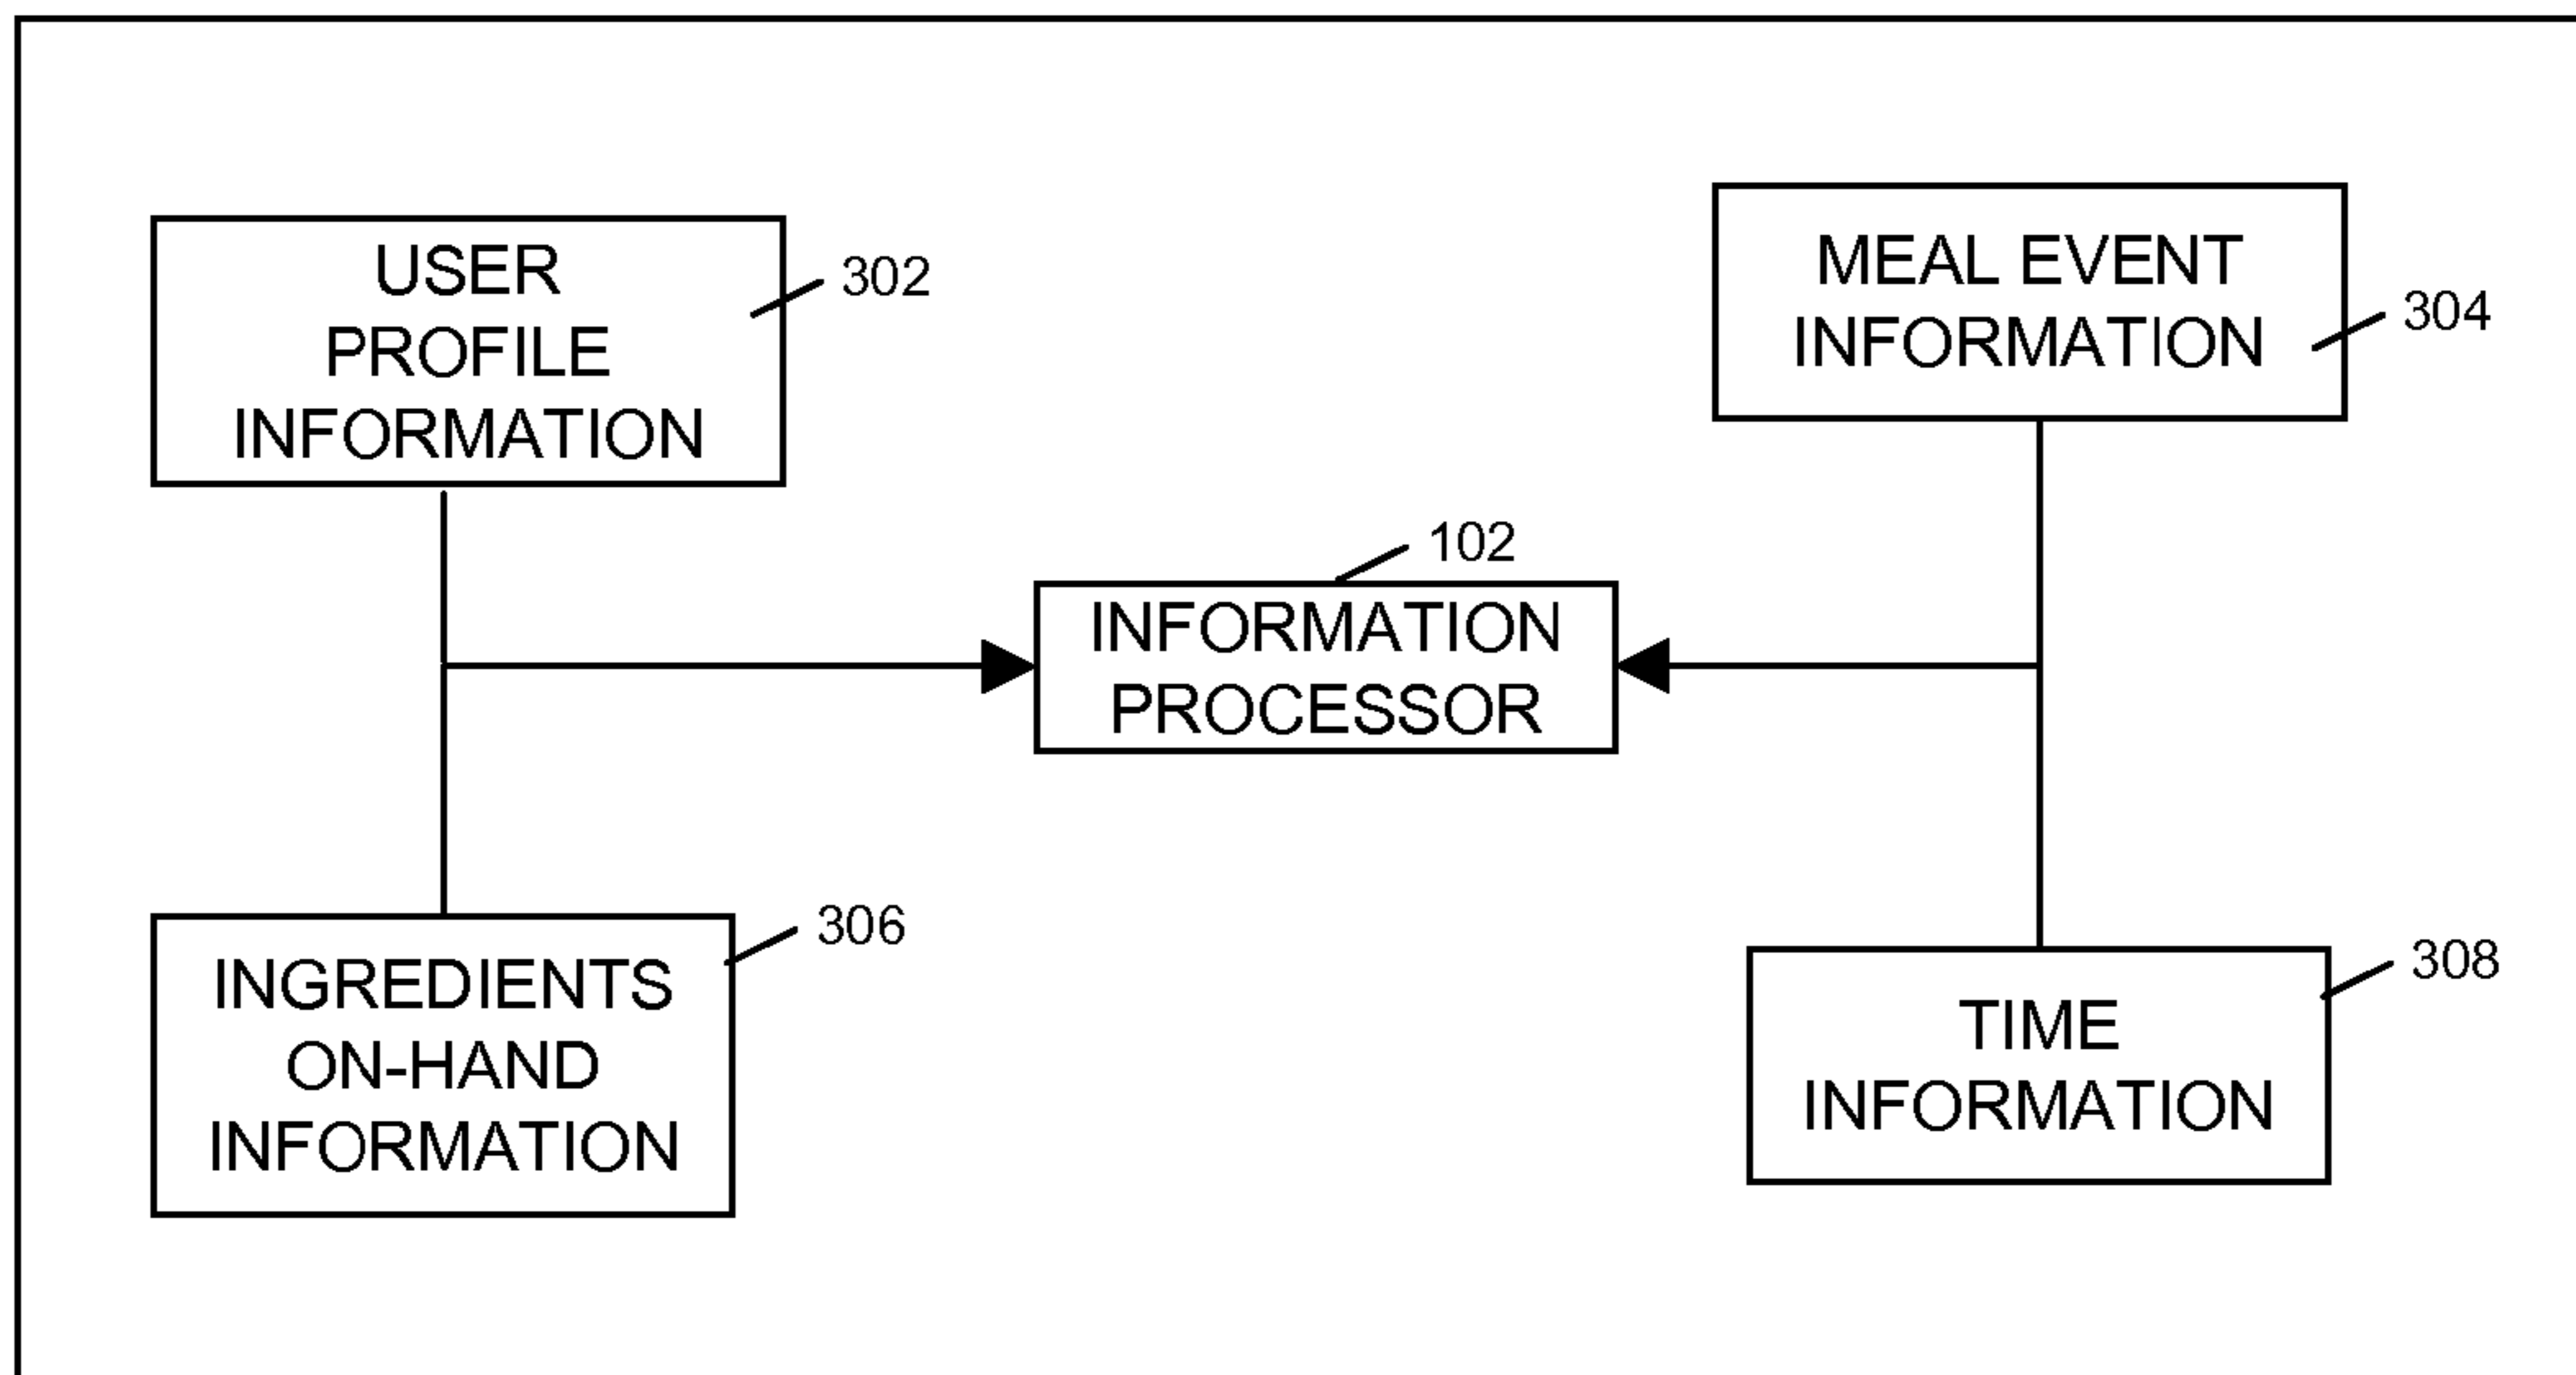 USER
PROFILE
INFORMATION
302
MEAL EVENT
INFORMATION
304
102
INFORMATION
PROCESSOR
306
INGREDIENTS
ON-HAND
INFORMATION
308
TIME
INFORMATION